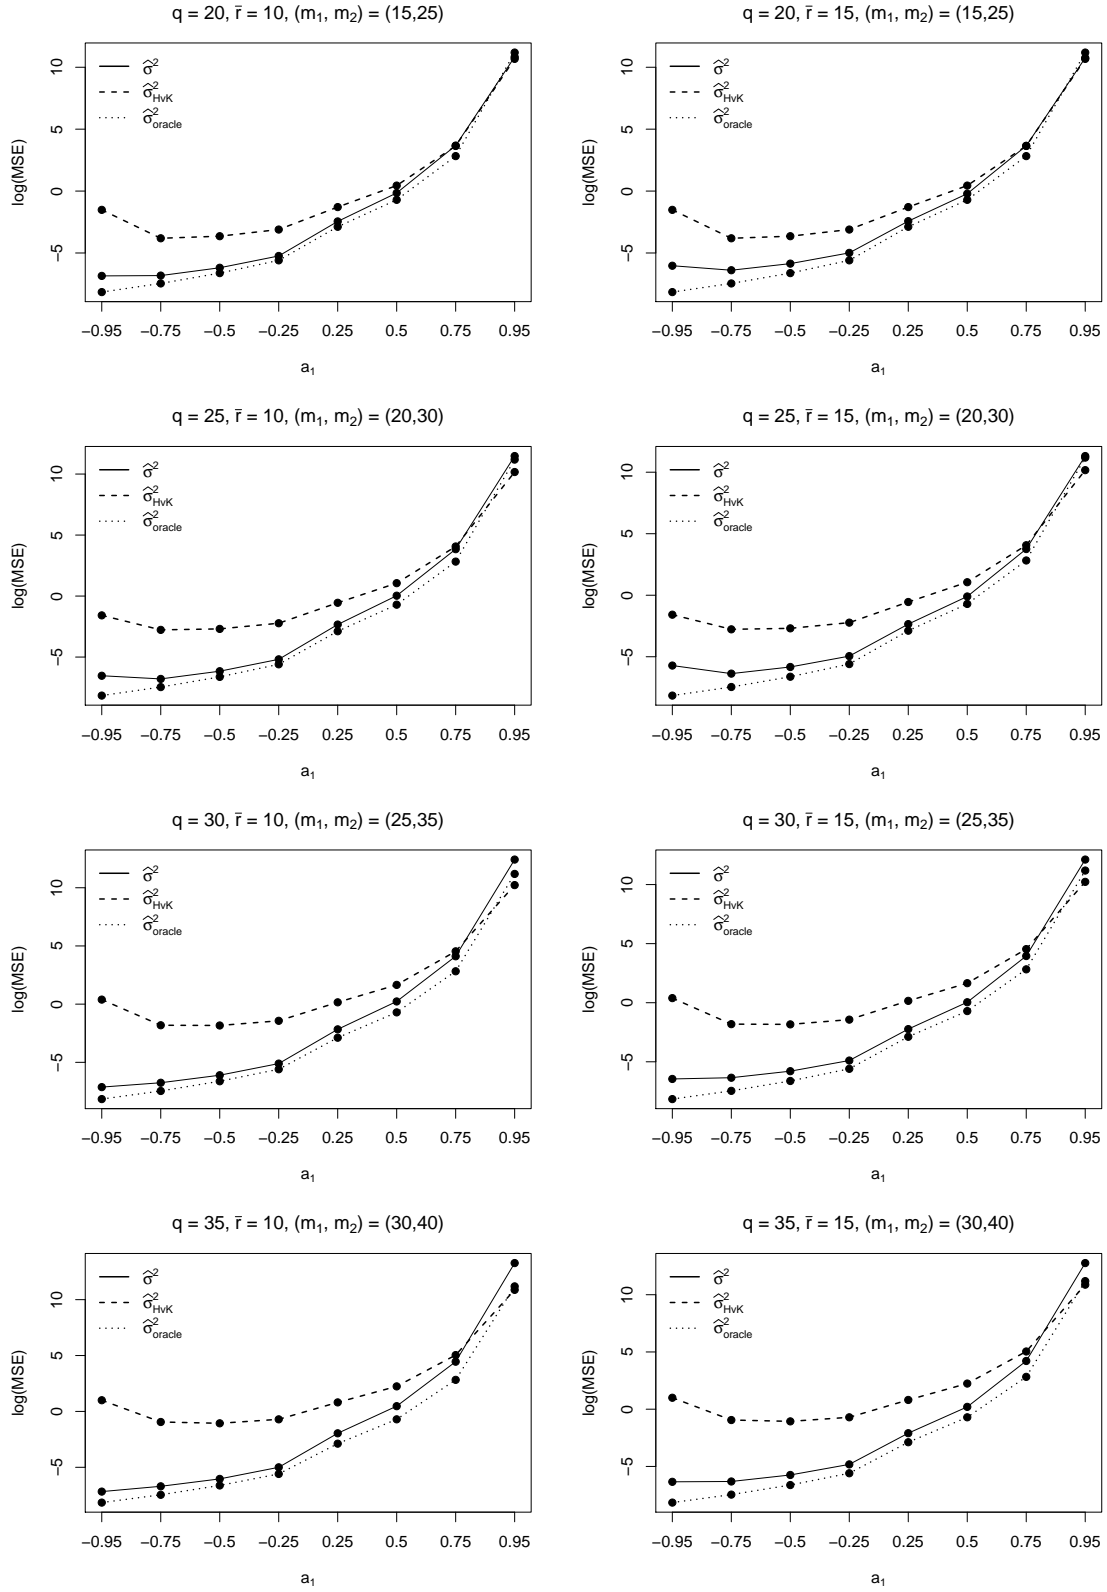 q = 20, r̄ = 10, (m₁, m₂) = (15,25)
log(MSE)
10
5
0
−5
σ̂²
σ̂²HvK
σ̂²oracle
−0.95 −0.75 −0.5 −0.25 0.25 0.5 0.75 0.95
a₁
q = 20, r̄ = 15, (m₁, m₂) = (15,25)
log(MSE)
10
5
0
−5
σ̂²
σ̂²HvK
σ̂²oracle
−0.95 −0.75 −0.5 −0.25 0.25 0.5 0.75 0.95
a₁
q = 25, r̄ = 10, (m₁, m₂) = (20,30)
log(MSE)
10
5
0
−5
σ̂²
σ̂²HvK
σ̂²oracle
−0.95 −0.75 −0.5 −0.25 0.25 0.5 0.75 0.95
a₁
q = 25, r̄ = 15, (m₁, m₂) = (20,30)
log(MSE)
10
5
0
−5
σ̂²
σ̂²HvK
σ̂²oracle
−0.95 −0.75 −0.5 −0.25 0.25 0.5 0.75 0.95
a₁
q = 30, r̄ = 10, (m₁, m₂) = (25,35)
log(MSE)
10
5
0
−5
σ̂²
σ̂²HvK
σ̂²oracle
−0.95 −0.75 −0.5 −0.25 0.25 0.5 0.75 0.95
a₁
q = 30, r̄ = 15, (m₁, m₂) = (25,35)
log(MSE)
10
5
0
−5
σ̂²
σ̂²HvK
σ̂²oracle
−0.95 −0.75 −0.5 −0.25 0.25 0.5 0.75 0.95
a₁
q = 35, r̄ = 10, (m₁, m₂) = (30,40)
log(MSE)
10
5
0
−5
σ̂²
σ̂²HvK
σ̂²oracle
−0.95 −0.75 −0.5 −0.25 0.25 0.5 0.75 0.95
a₁
q = 35, r̄ = 15, (m₁, m₂) = (30,40)
log(MSE)
10
5
0
−5
σ̂²
σ̂²HvK
σ̂²oracle
−0.95 −0.75 −0.5 −0.25 0.25 0.5 0.75 0.95
a₁